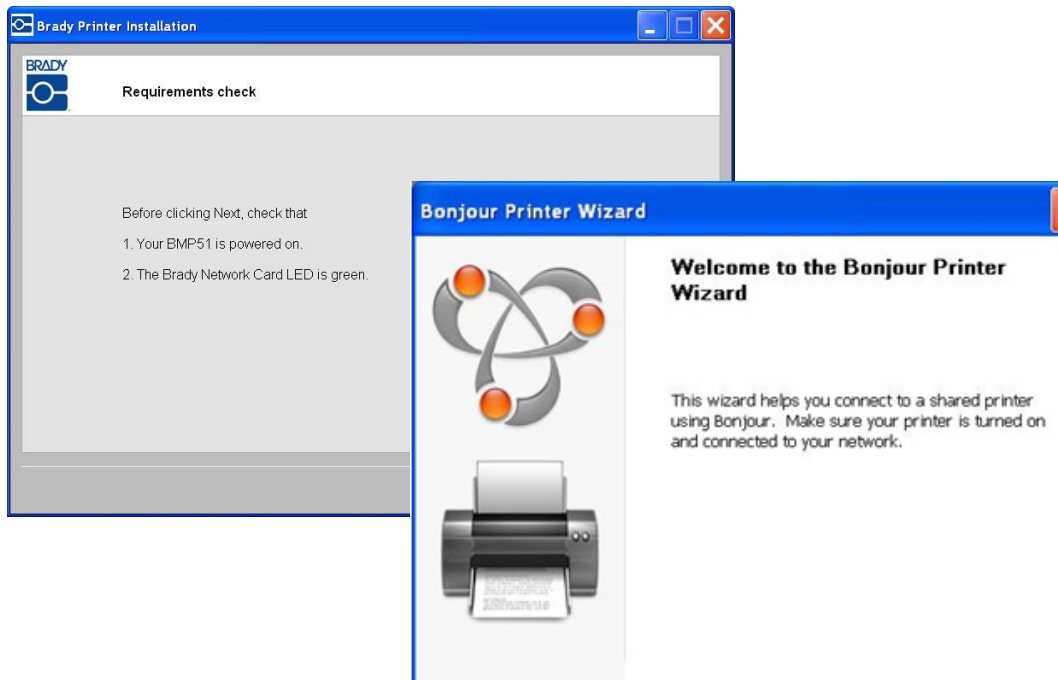 Brady Printer Installation
BRADY
Requirements check
Before clicking Next, check that
1. Your BMP51 is powered on.
2. The Brady Network Card LED is green.
Bonjour Printer Wizard
Welcome to the Bonjour Printer
Wizard
This wizard helps you connect to a shared printer
using Bonjour. Make sure your printer is turned on
and connected to your network.